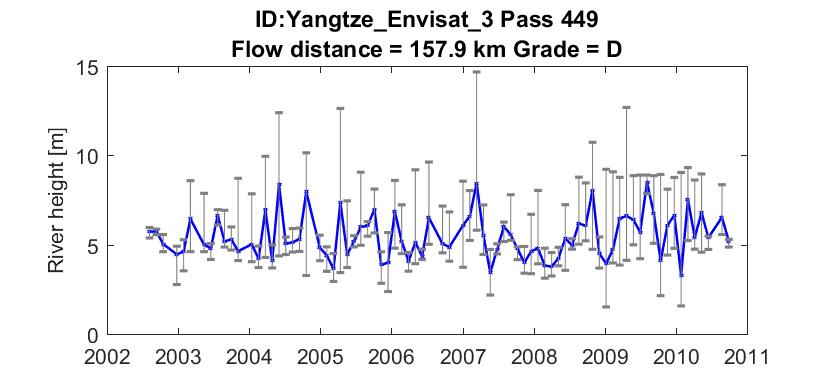 ID:Yangtze_Envisat_3 Pass 449
Flow distance = 157.9 km Grade = D
15
10
5
0
River height [m]
2002 2003 2004 2005 2006 2007 2008 2009 2010 2011